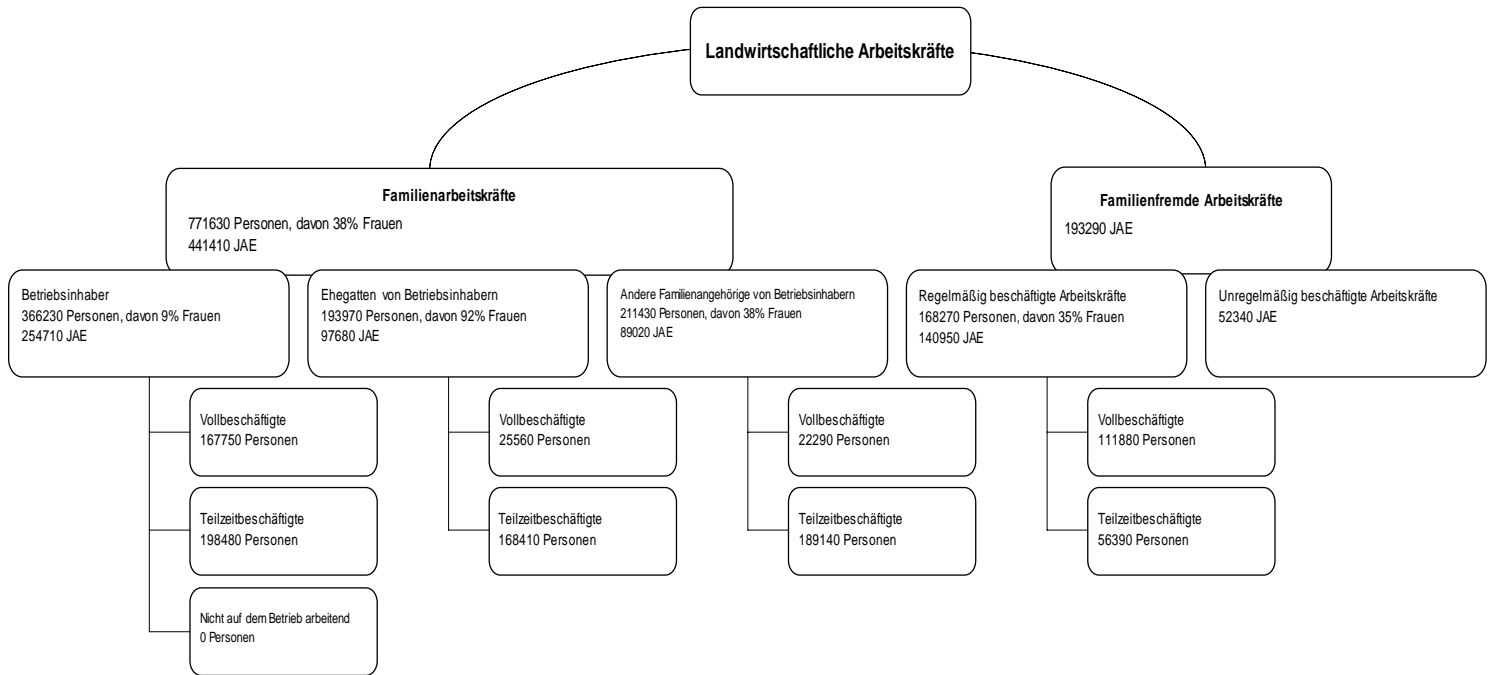 Landwirtschaftliche Arbeitskräfte
Familienarbeitskräfte
771630 Personen, davon 38% Frauen
441410 JAE
Familienfremde Arbeitskräfte
193290 JAE
Betriebsinhaber
366230 Personen, davon 9% Frauen
254710 JAE
Ehegatten von Betriebsinhabern
193970 Personen, davon 92% Frauen
97680 JAE
Andere Familienangehörige von Betriebsinhabern
211430 Personen, davon 38% Frauen
89020 JAE
Regelmäßig beschäftigte Arbeitskräfte
168270 Personen, davon 35% Frauen
140950 JAE
Unregelmäßig beschäftigte Arbeitskräfte
52340 JAE
Vollbeschäftigte
167750 Personen
Vollbeschäftigte
25560 Personen
Vollbeschäftigte
22290 Personen
Vollbeschäftigte
111880 Personen
Teilzeitbeschäftigte
198480 Personen
Teilzeitbeschäftigte
168410 Personen
Teilzeitbeschäftigte
189140 Personen
Teilzeitbeschäftigte
56390 Personen
Nicht auf dem Betrieb arbeitend
0 Personen